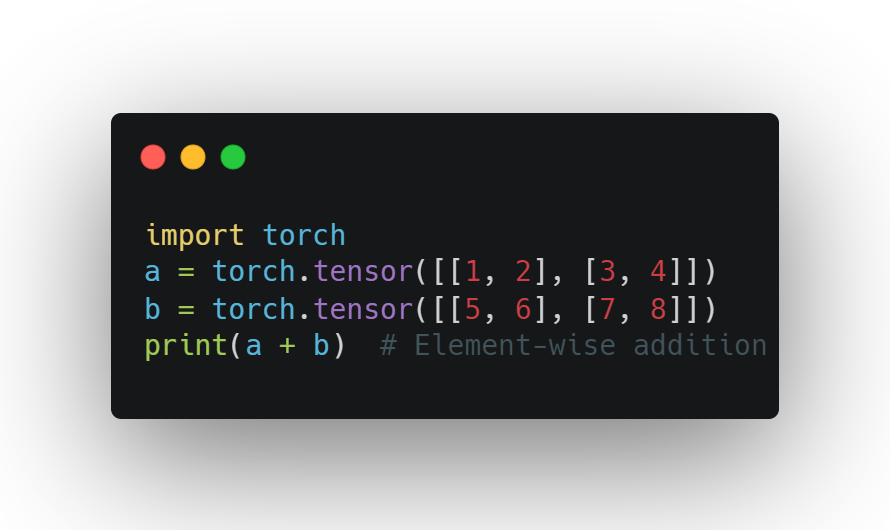 import torch
a = torch.tensor([[1, 2], [3, 4]])
b = torch.tensor([[5, 6], [7, 8]])
print(a + b)  # Element-wise addition